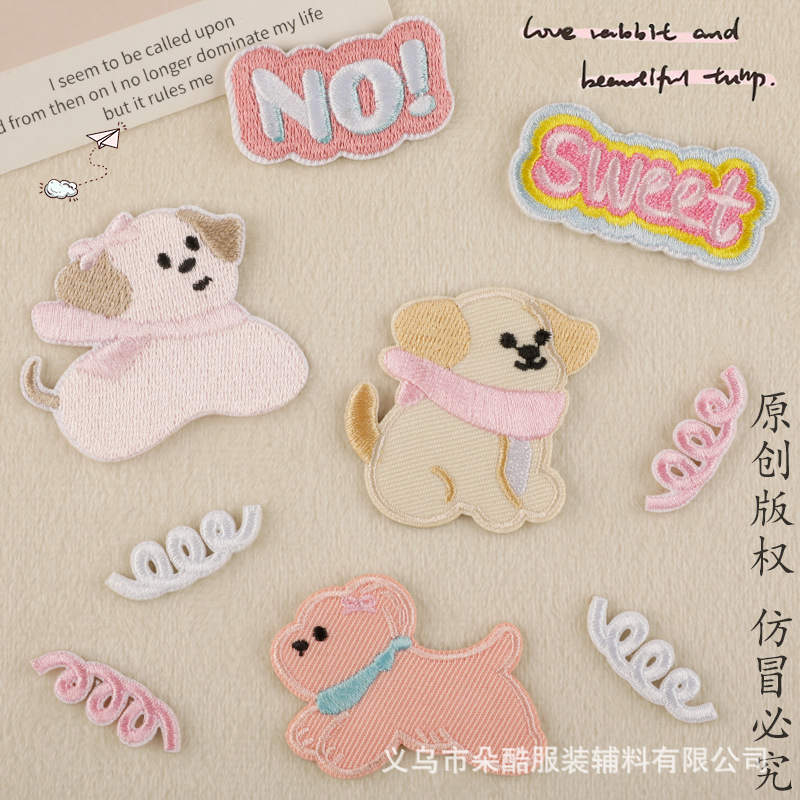 I seem to be called upon
d from then on I no longer dominate my life
but it rules me
NO!
Love rabbit and
beautiful tulip.
sweet
原创版权 仿冒必究
义乌市朵酷服装辅料有限公司